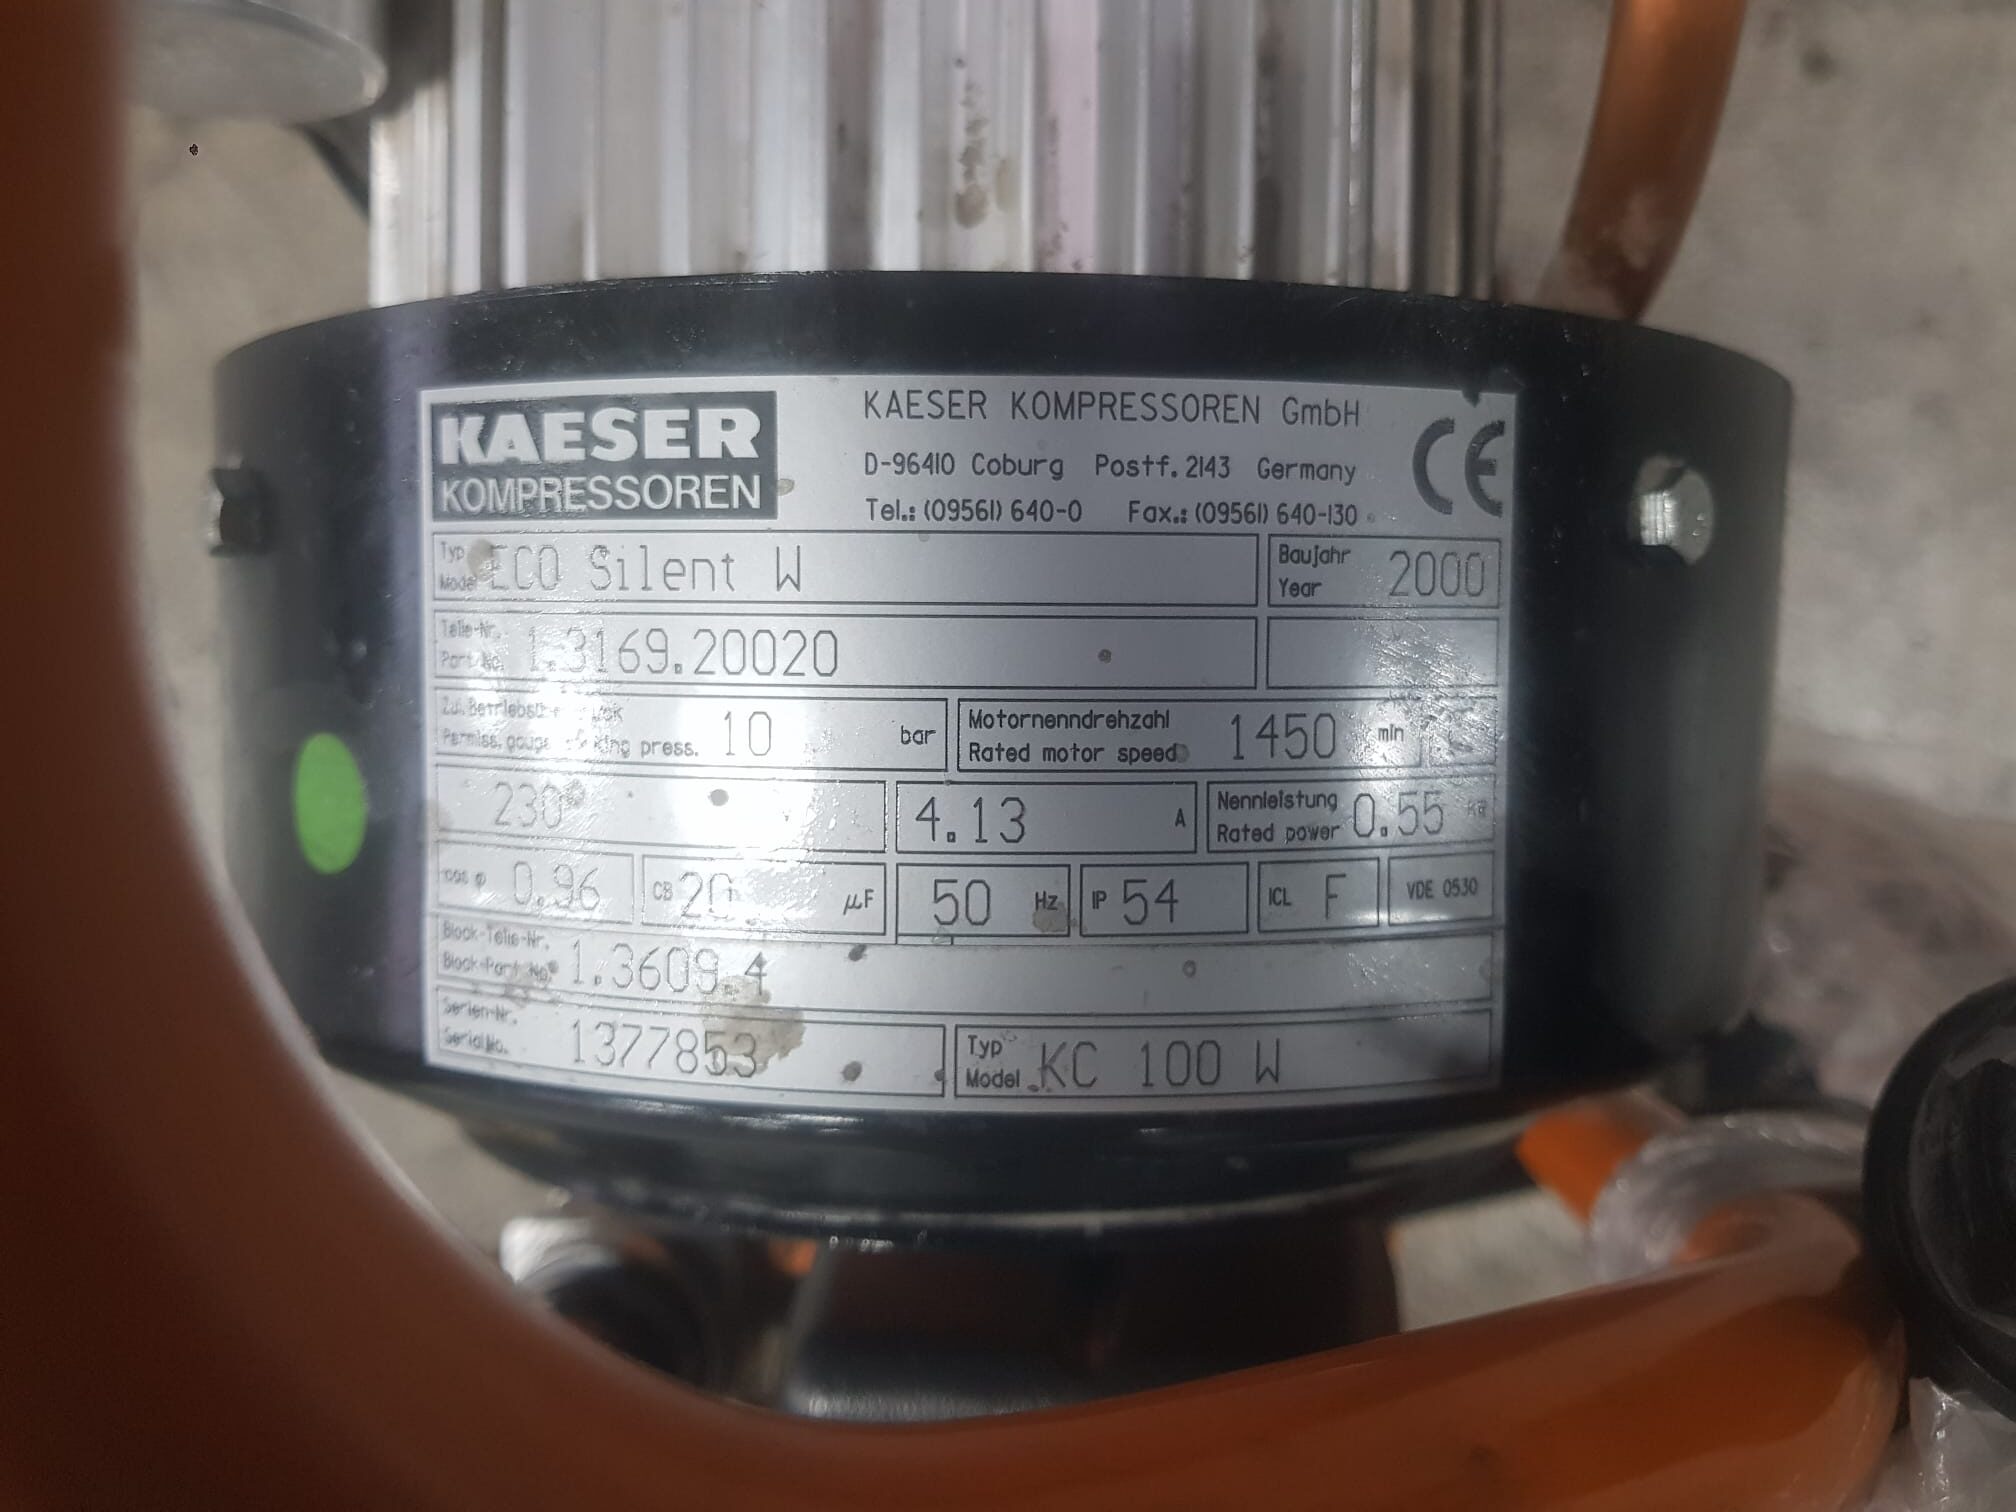 KAESER
KOMPRESSOREN
KAESER KOMPRESSOREN GmbH
D-96410 Coburg Postf. 2143 Germany
Tel.: (09561) 640-0 Fax.: (09561) 640-130
CE
Typ
Model ECO Silent W
Baujahr
Year 2000
Teile-Nr.
Part No. 1.3169.20020
Zul.
Permiss. press. 10 bar
Motornenndrehzahl
Rated motor speed 1450 min
230
4.13 A
Nennleistung
Rated power 0.55
cos φ 0.96
CB 20 µF
50 Hz
IP 54
ICL F
VDE 0530
Block-Teile-Nr.
Block-Part No. 1.3609.4
Serien-Nr.
Serial No. 1377853
Typ
Model KC 100 W